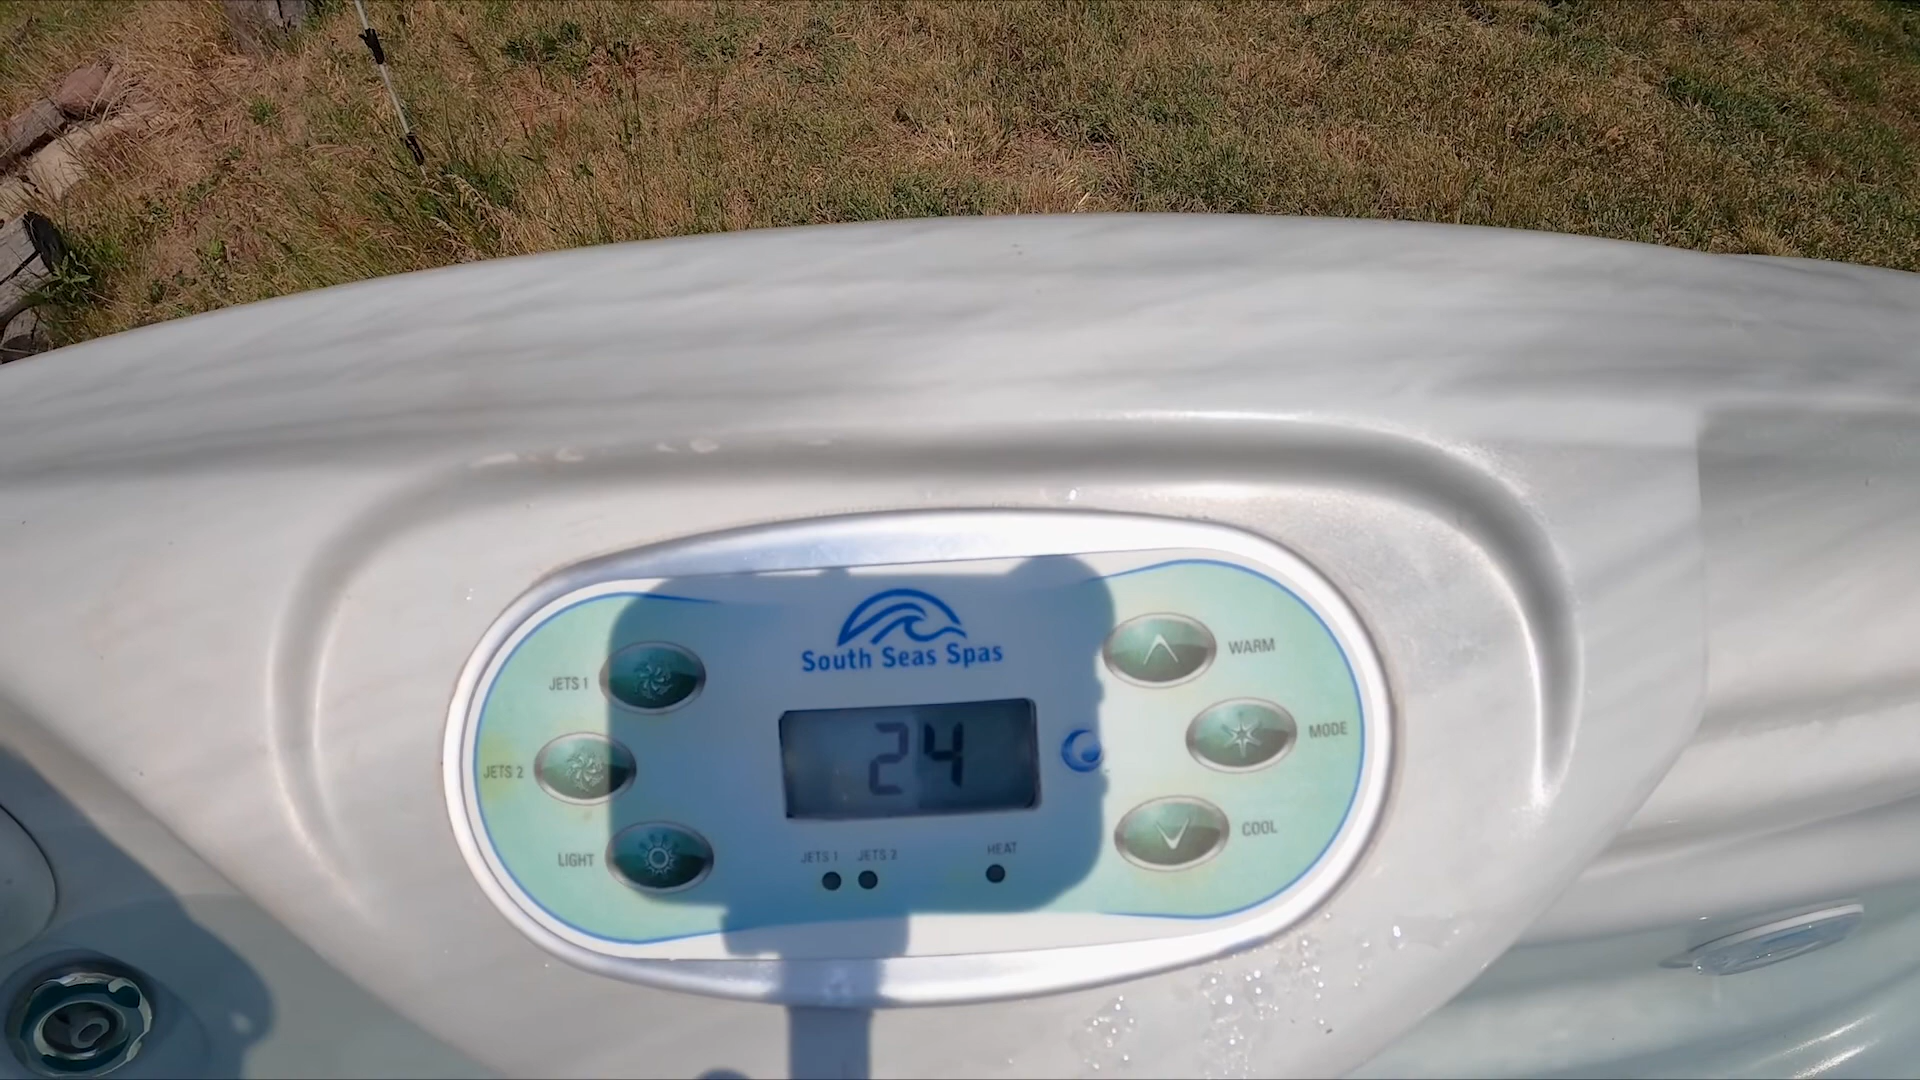 South Seas Spas
24
JETS 1
JETS 2
LIGHT
WARM
MODE
COOL
JETS 1
JETS 2
HEAT